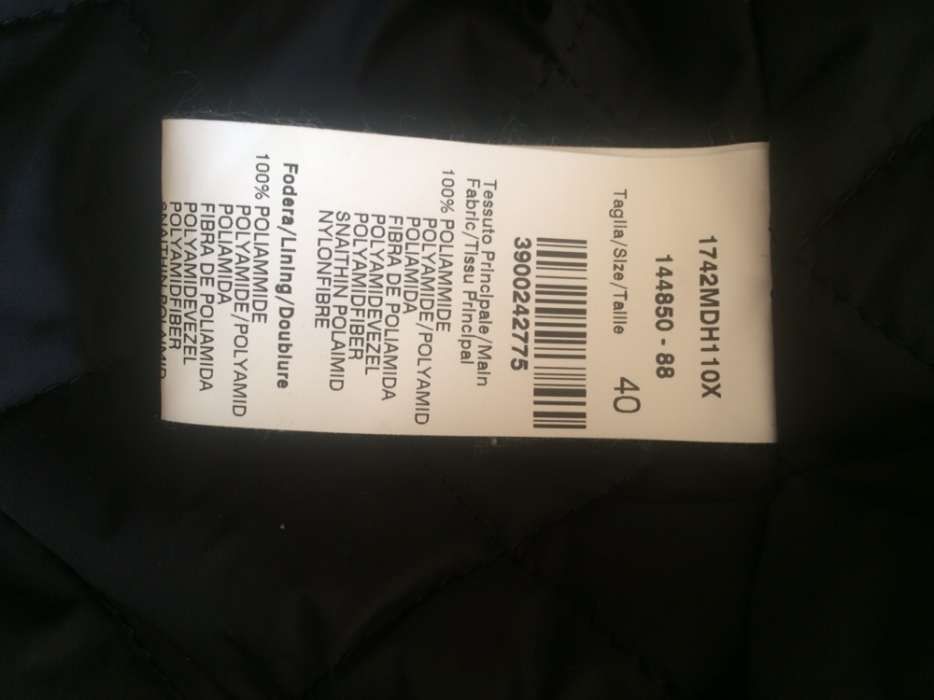 1742MDH110X
144850 - 88
Taglia/Size/Taille 40
3900242775
Tessuto Principale/Main
Fabric/Tissu Principal
100% POLIAMMIDE
POLYAMIDE/POLYAMID
POLIAMIDA
FIBRA DE POLIAMIDA
POLYAMIDEVEZEL
POLYAMIDFIBER
SNAITHIN POLAIMID
NYLONFIBRE
Fodera/Lining/Doublure
100% POLIAMMIDE
POLYAMIDE/POLYAMID
POLIAMIDA
FIBRA DE POLIAMIDA
POLYAMIDEVEZEL
POLYAMIDFIBER